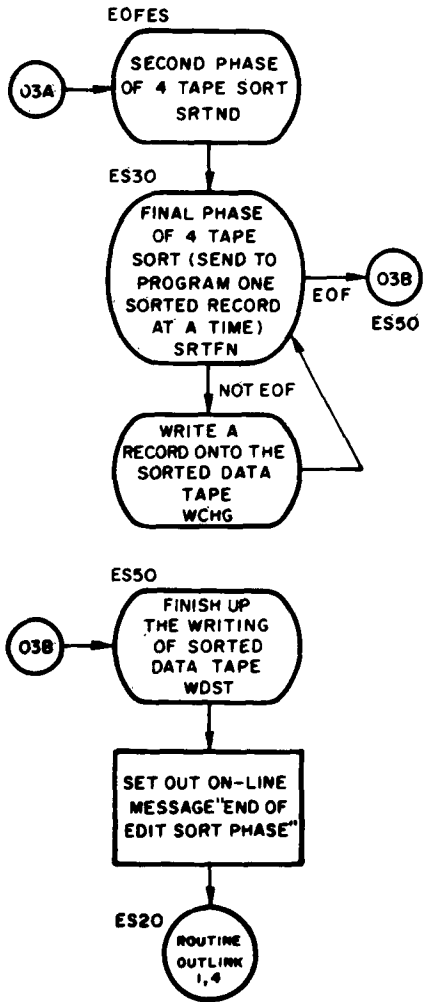 EOFES
03A
SECOND PHASE
OF 4 TAPE SORT
SRTND
ES30
FINAL PHASE
OF 4 TAPE
SORT (SEND TO
PROGRAM ONE
SORTED RECORD
AT A TIME)
SRTFN
EOF
03B
ES50
NOT EOF
WRITE A
RECORD ONTO THE
SORTED DATA
TAPE
WCHG
ES50
03B
FINISH UP
THE WRITING
OF SORTED
DATA TAPE
WDST
SET OUT ON-LINE
MESSAGE "END OF
EDIT SORT PHASE"
ES20
ROUTINE
OUTLINK
1,4